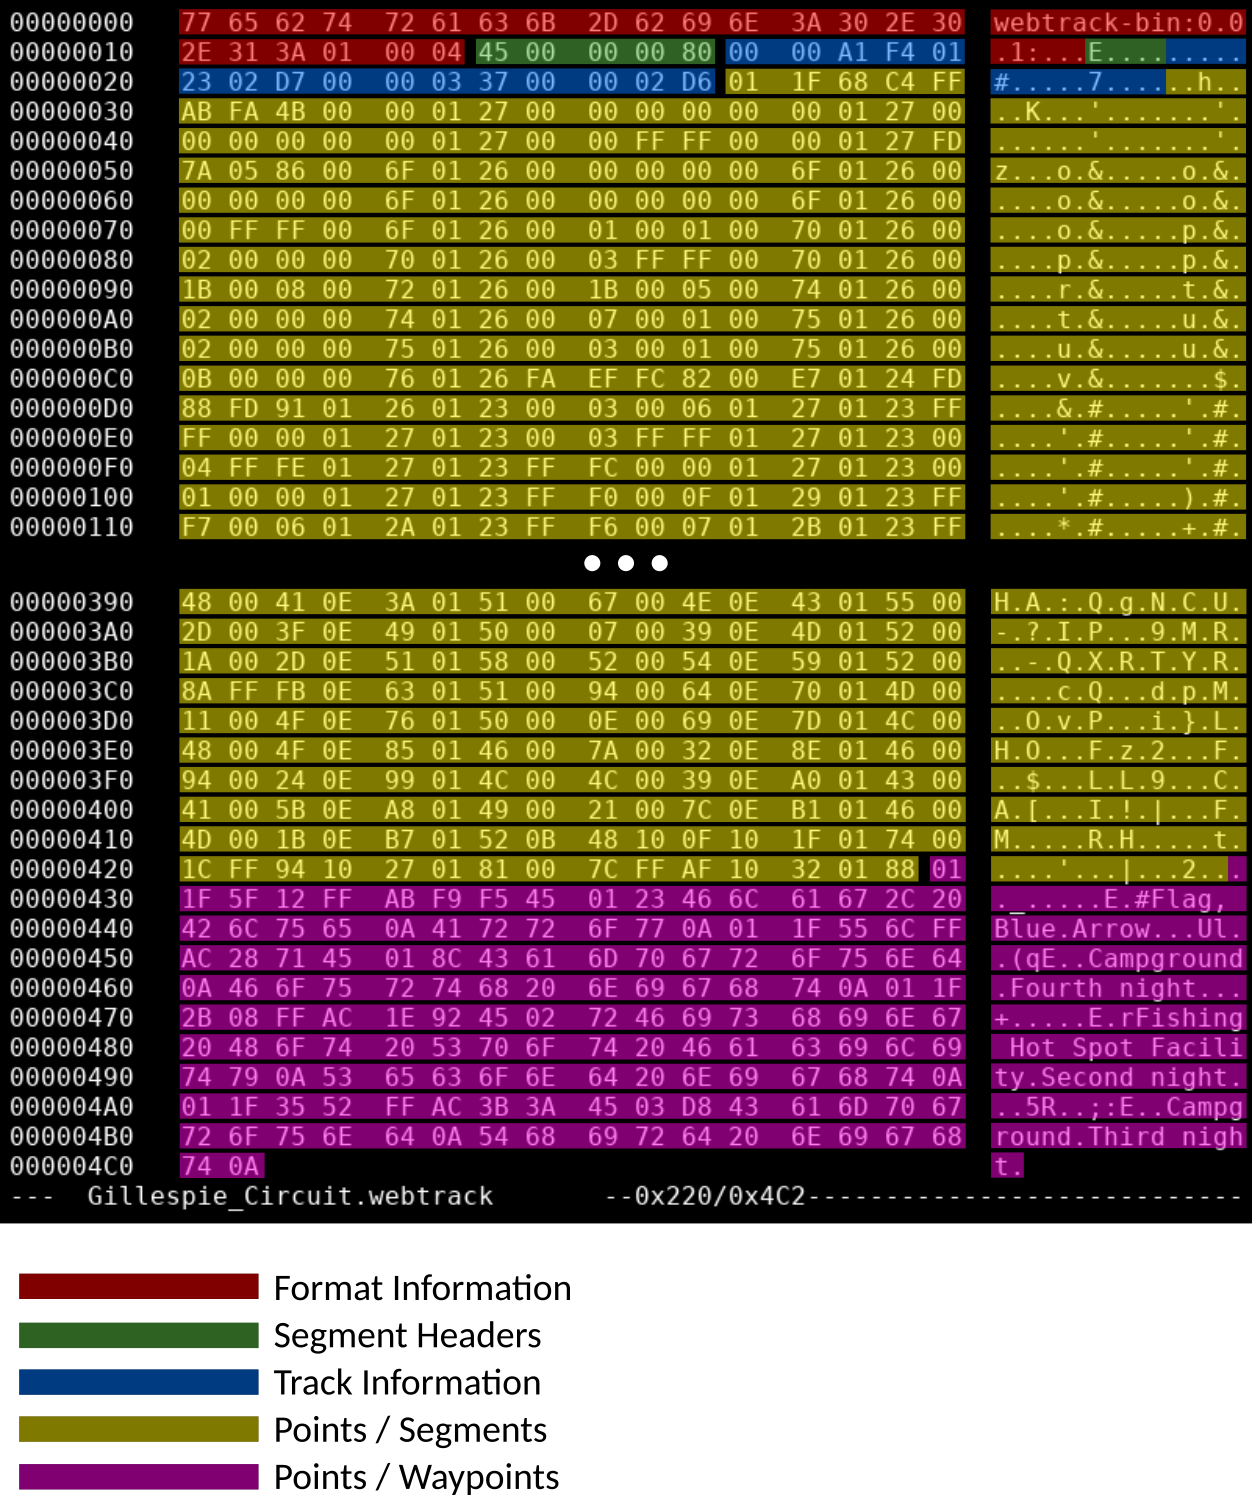 00000000 77 65 62 74 72 61 63 6B 2D 62 69 6E 3A 30 2E 30 webtrack-bin:0.0
00000010 2E 31 3A 01 00 04 45 00 00 00 80 00 00 A1 F4 01 .1:...E.........
00000020 23 02 D7 00 00 03 37 00 00 02 D6 01 1F 68 C4 FF #.....7......h..
00000030 AB FA 4B 00 00 01 27 00 00 00 00 00 00 01 27 00 ..K...'.......'.
00000040 00 00 00 00 00 01 27 00 00 FF FF 00 00 01 27 FD ......'.......'.
00000050 7A 05 86 00 6F 01 26 00 00 00 00 00 6F 01 26 00 z...o.&.....o.&.
00000060 00 00 00 00 6F 01 26 00 00 00 00 00 6F 01 26 00 ....o.&.....o.&.
00000070 00 FF FF 00 6F 01 26 00 01 00 01 00 70 01 26 00 ....o.&.....p.&.
00000080 02 00 00 00 70 01 26 00 03 FF FF 00 70 01 26 00 ....p.&.....p.&.
00000090 1B 00 08 00 72 01 26 00 1B 00 05 00 74 01 26 00 ....r.&.....t.&.
000000A0 02 00 00 00 74 01 26 00 07 00 01 00 75 01 26 00 ....t.&.....u.&.
000000B0 02 00 00 00 75 01 26 00 03 00 01 00 75 01 26 00 ....u.&.....u.&.
000000C0 0B 00 00 00 76 01 26 FA EF FC 82 00 E7 01 24 FD ....v.&.......$.
000000D0 88 FD 91 01 26 01 23 00 03 00 06 01 27 01 23 FF ....&.#.....'.#.
000000E0 FF 00 00 01 27 01 23 00 03 FF FF 01 27 01 23 00 ....'.#.....'.#.
000000F0 04 FF FE 01 27 01 23 FF FC 00 00 01 27 01 23 00 ....'.#.....'.#.
00000100 01 00 00 01 27 01 23 FF F0 00 0F 01 29 01 23 FF ....'.#.....).#.
00000110 F7 00 06 01 2A 01 23 FF F6 00 07 01 2B 01 23 FF ....*.#.....+.#.
● ● ●
00000390 48 00 41 0E 3A 01 51 00 67 00 4E 0E 43 01 55 00 H.A.:.Q.g.N.C.U.
000003A0 2D 00 3F 0E 49 01 50 00 07 00 39 0E 4D 01 52 00 -.?.I.P...9.M.R.
000003B0 1A 00 2D 0E 51 01 58 00 52 00 54 0E 59 01 52 00 ..-.Q.X.R.T.Y.R.
000003C0 8A FF FB 0E 63 01 51 00 94 00 64 0E 70 01 4D 00 ....c.Q...d.p.M.
000003D0 11 00 4F 0E 76 01 50 00 0E 00 69 0E 7D 01 4C 00 ..O.v.P...i.}.L.
000003E0 48 00 4F 0E 85 01 46 00 7A 00 32 0E 8E 01 46 00 H.O...F.z.2...F.
000003F0 94 00 24 0E 99 01 4C 00 4C 00 39 0E A0 01 43 00 ..$...L.L.9...C.
00000400 41 00 5B 0E A8 01 49 00 21 00 7C 0E B1 01 46 00 A.[...I.!.|...F.
00000410 4D 00 1B 0E B7 01 52 0B 48 10 0F 10 1F 01 74 00 M.....R.H.....t.
00000420 1C FF 94 10 27 01 81 00 7C FF AF 10 32 01 88 01 ....'...|...2...
00000430 1F 5F 12 FF AB F9 F5 45 01 23 46 6C 61 67 2C 20 ._.....E.#Flag,
00000440 42 6C 75 65 0A 41 72 72 6F 77 0A 01 1F 55 6C FF Blue.Arrow...Ul.
00000450 AC 28 71 45 01 8C 43 61 6D 70 67 72 6F 75 6E 64 .(qE..Campground
00000460 0A 46 6F 75 72 74 68 20 6E 69 67 68 74 0A 01 1F .Fourth night...
00000470 2B 08 FF AC 1E 92 45 02 72 46 69 73 68 69 6E 67 +.....E.rFishing
00000480 20 48 6F 74 20 53 70 6F 74 20 46 61 63 69 6C 69 Hot Spot Facili
00000490 74 79 0A 53 65 63 6F 6E 64 20 6E 69 67 68 74 0A ty.Second night.
000004A0 01 1F 35 52 FF AC 3B 3A 45 03 D8 43 61 6D 70 67 ..5R..;:E..Campg
000004B0 72 6F 75 6E 64 0A 54 68 69 72 64 20 6E 69 67 68 round.Third nigh
000004C0 74 0A t.
--- Gillespie_Circuit.webtrack --0x220/0x4C2----------------------------
Format Information
Segment Headers
Track Information
Points / Segments
Points / Waypoints